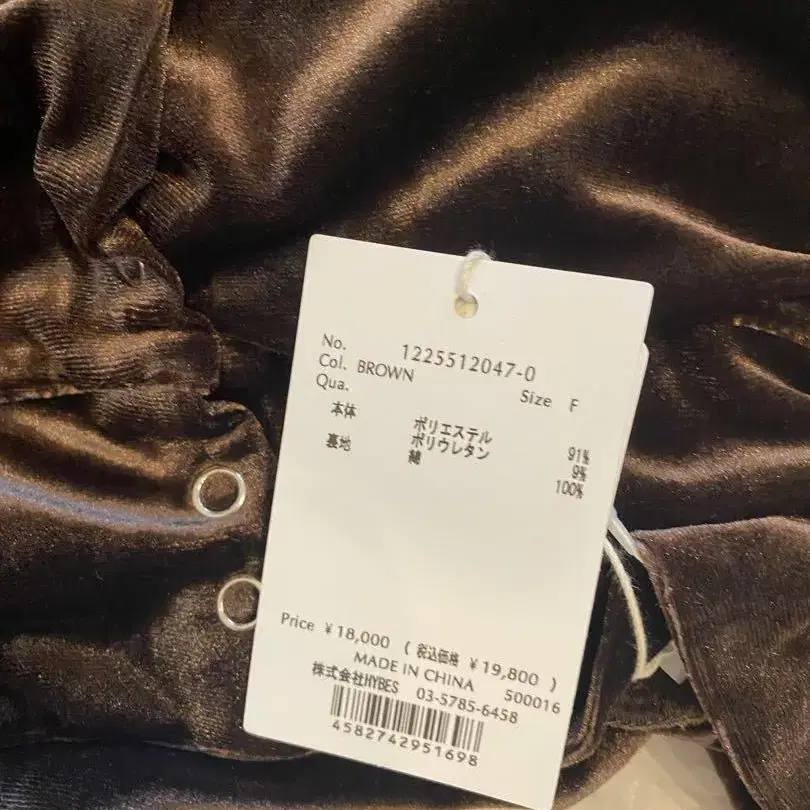 No. 1225512047-0
Col. BROWN
Size F
Qua.
本体 ポリエステル 91%
ポリウレタン 9%
裏地 綿 100%
Price ¥18,000 (税込価格 ¥19,800)
MADE IN CHINA 500016
株式会社HYBES 03-5785-6458
4582742951698